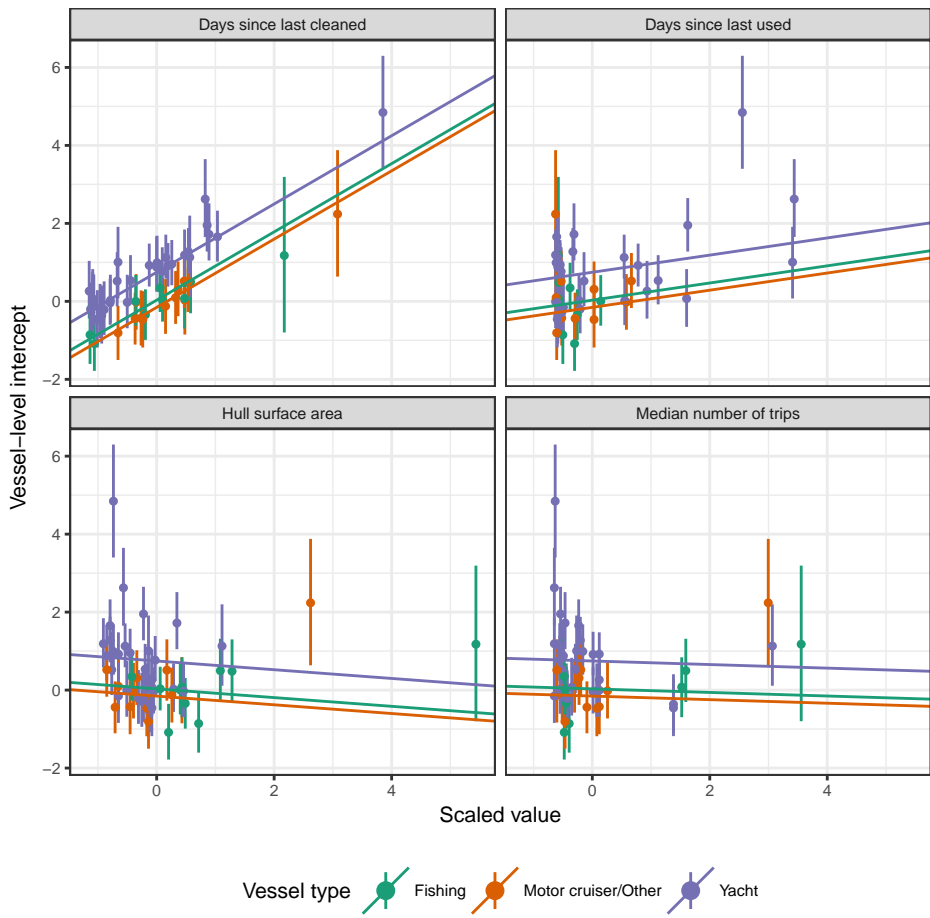 Days since last cleaned
Days since last used
6
4
2
0
−2
Hull surface area
Median number of trips
6
4
2
0
−2
0 2 4
0 2 4
Vessel−level intercept
Scaled value
Vessel type Fishing Motor cruiser/Other Yacht